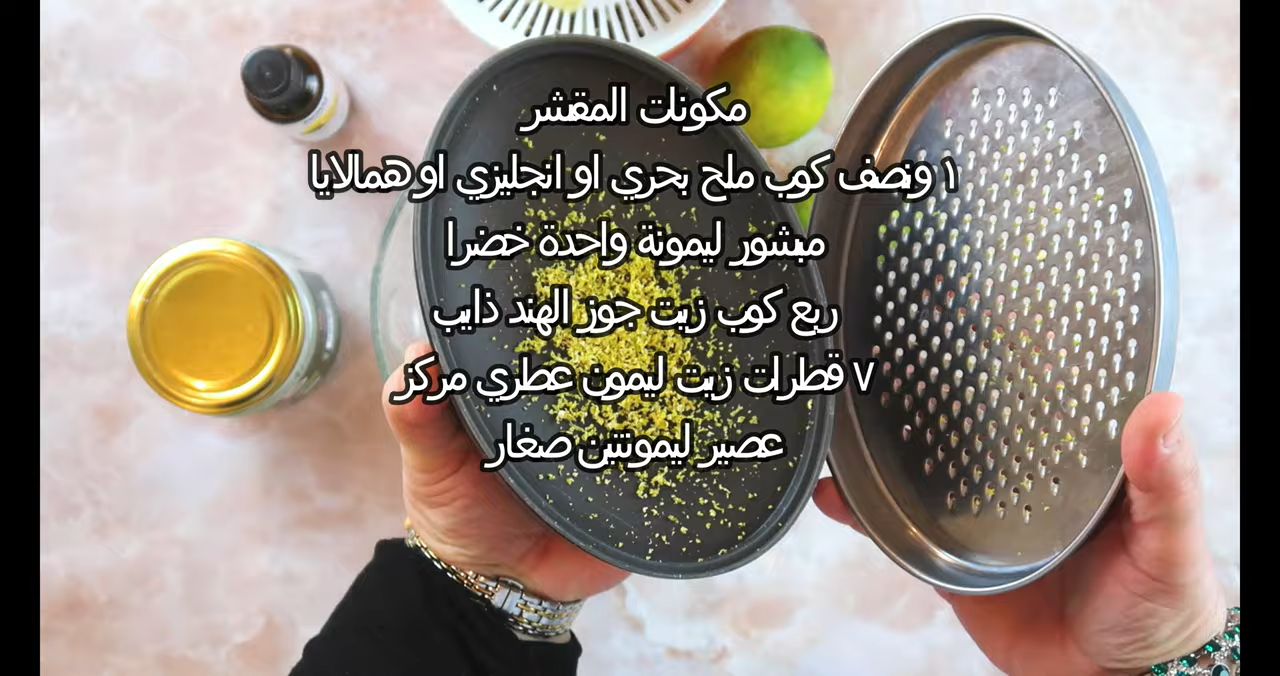 مكونات المقشر
١ ونصف كوب ملح بحري او انجليزي او همالايا
مبشور ليمونة واحدة خضرا
ربع كوب زيت جوز الهند ذايب
٧ قطرات زيت ليمون عطري مركز
عصير ليمونتين صغار